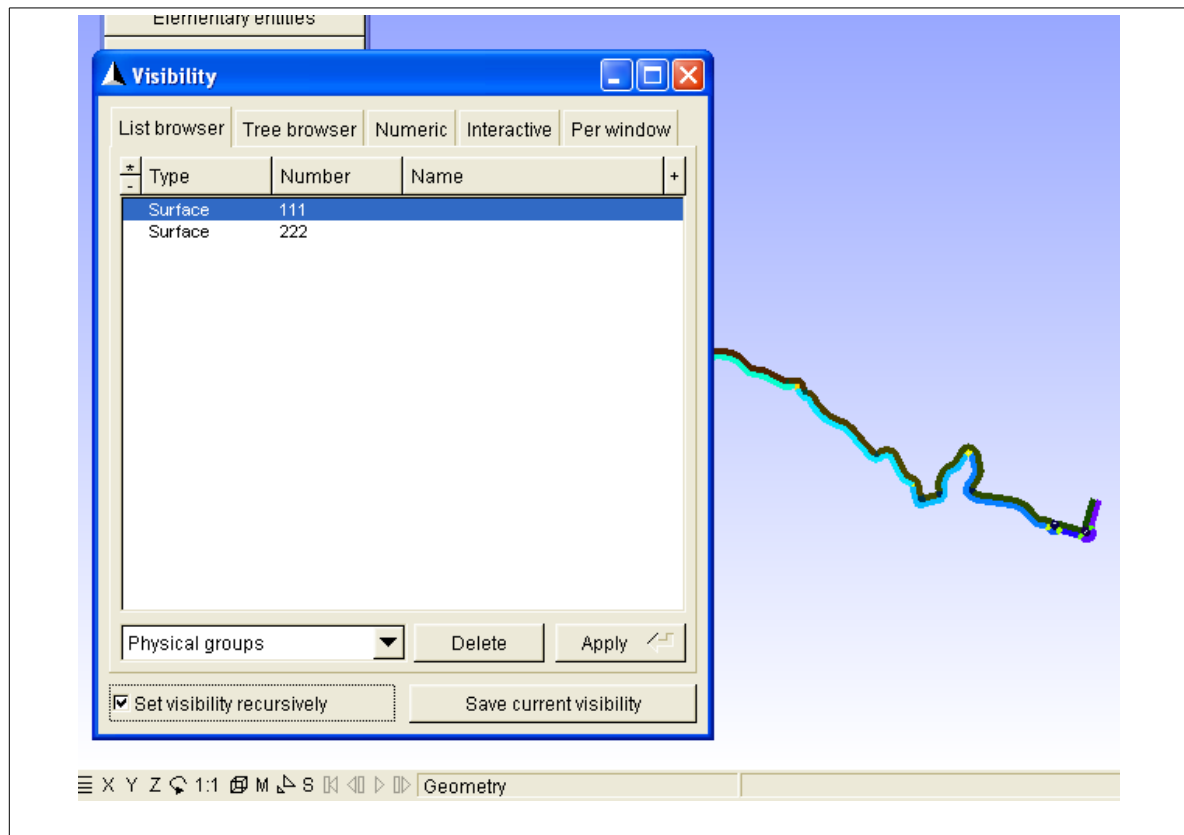 Elementary entities
Visibility
List browser Tree browser Numeric Interactive Per window
* - Type Number Name +
Surface 111
Surface 222
Physical groups Delete Apply
Set visibility recursively Save current visibility
X Y Z 1:1 M S Geometry